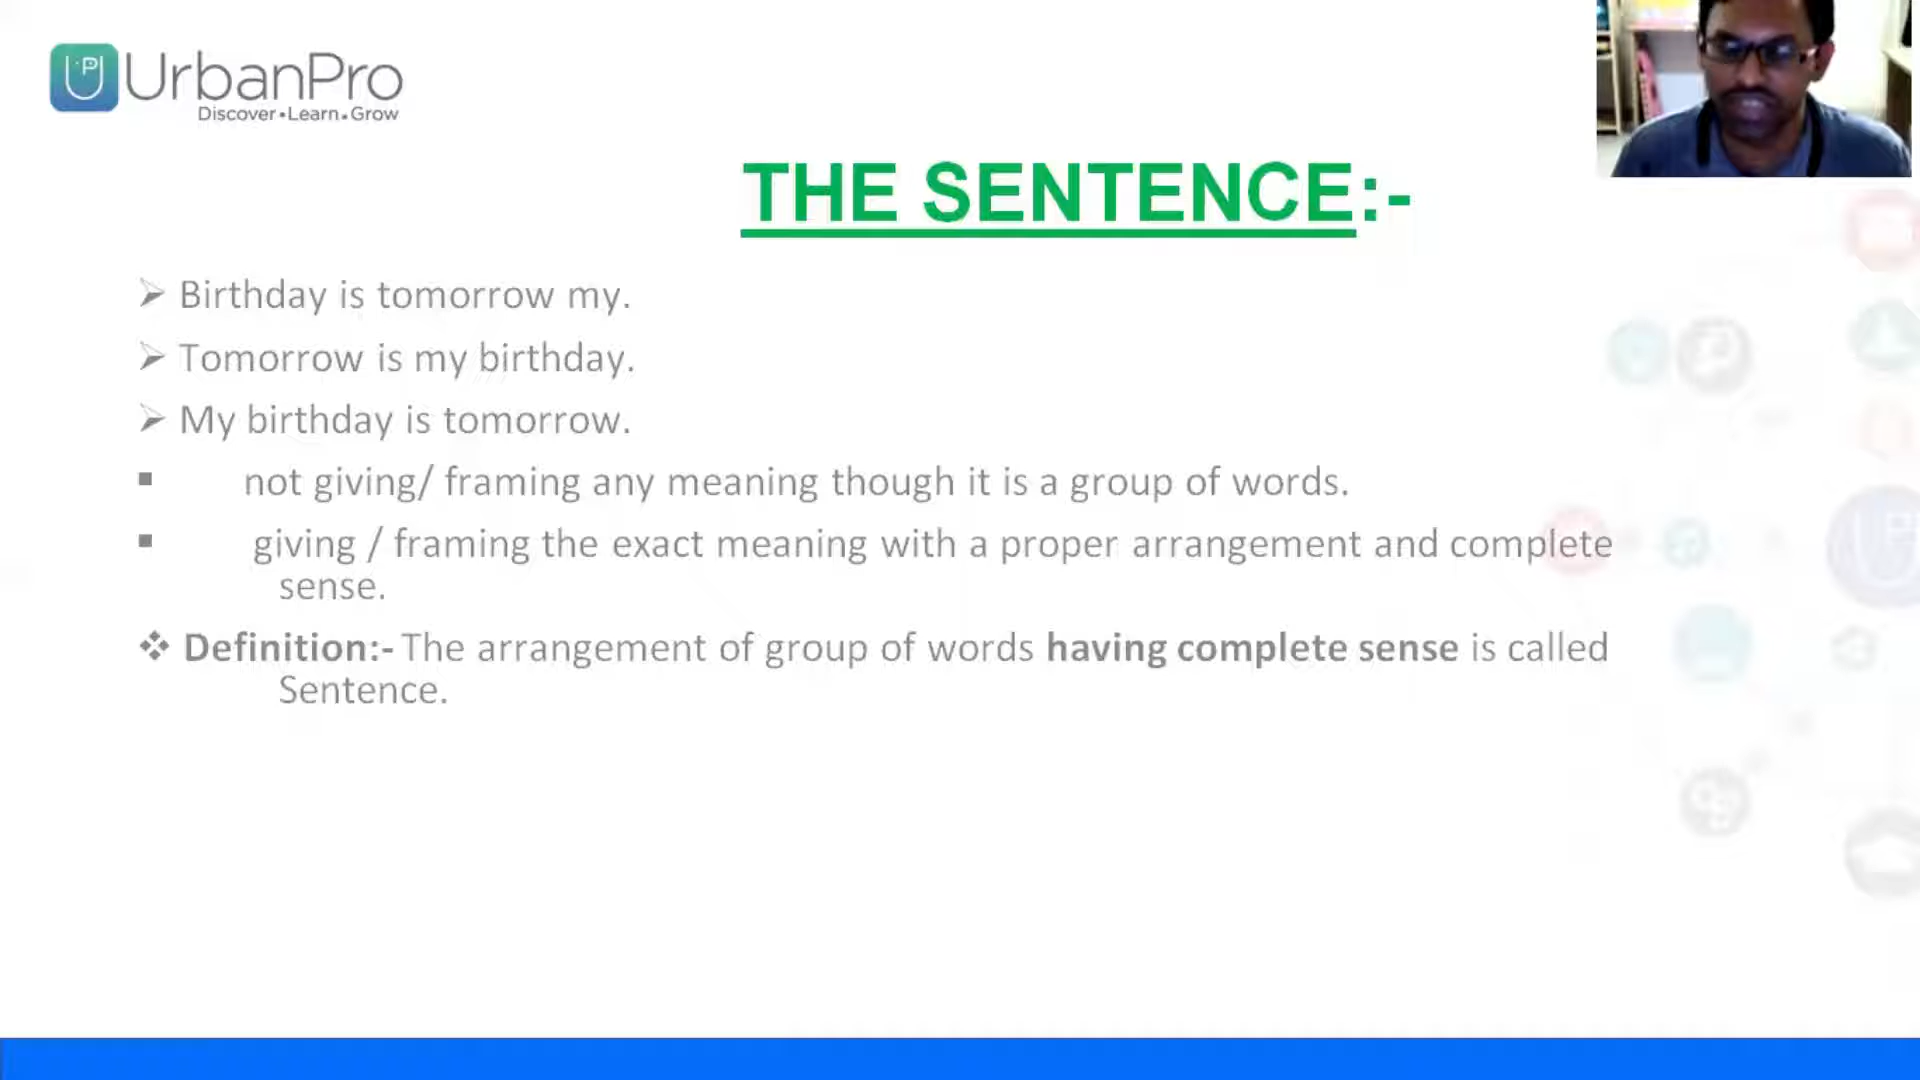 UrbanPro
Discover•Learn•Grow
THE SENTENCE:-
➢ Birthday is tomorrow my.
➢ Tomorrow is my birthday.
➢ My birthday is tomorrow.
▪ not giving/ framing any meaning though it is a group of words.
▪ giving / framing the exact meaning with a proper arrangement and complete
sense.
❖ Definition:- The arrangement of group of words having complete sense is called
Sentence.